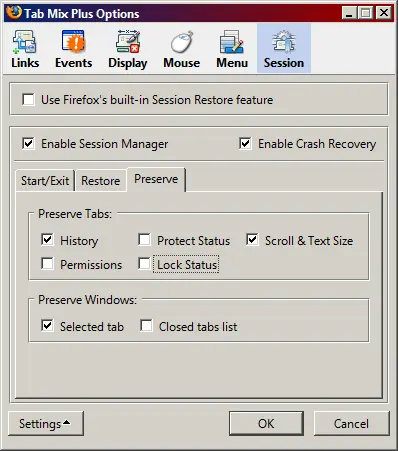 Tab Mix Plus Options
Links Events Display Mouse Menu Session
Use Firefox's built-in Session Restore feature
Enable Session Manager Enable Crash Recovery
Start/Exit Restore Preserve
Preserve Tabs:
History Protect Status Scroll & Text Size
Permissions Lock Status
Preserve Windows:
Selected tab Closed tabs list
Settings OK Cancel